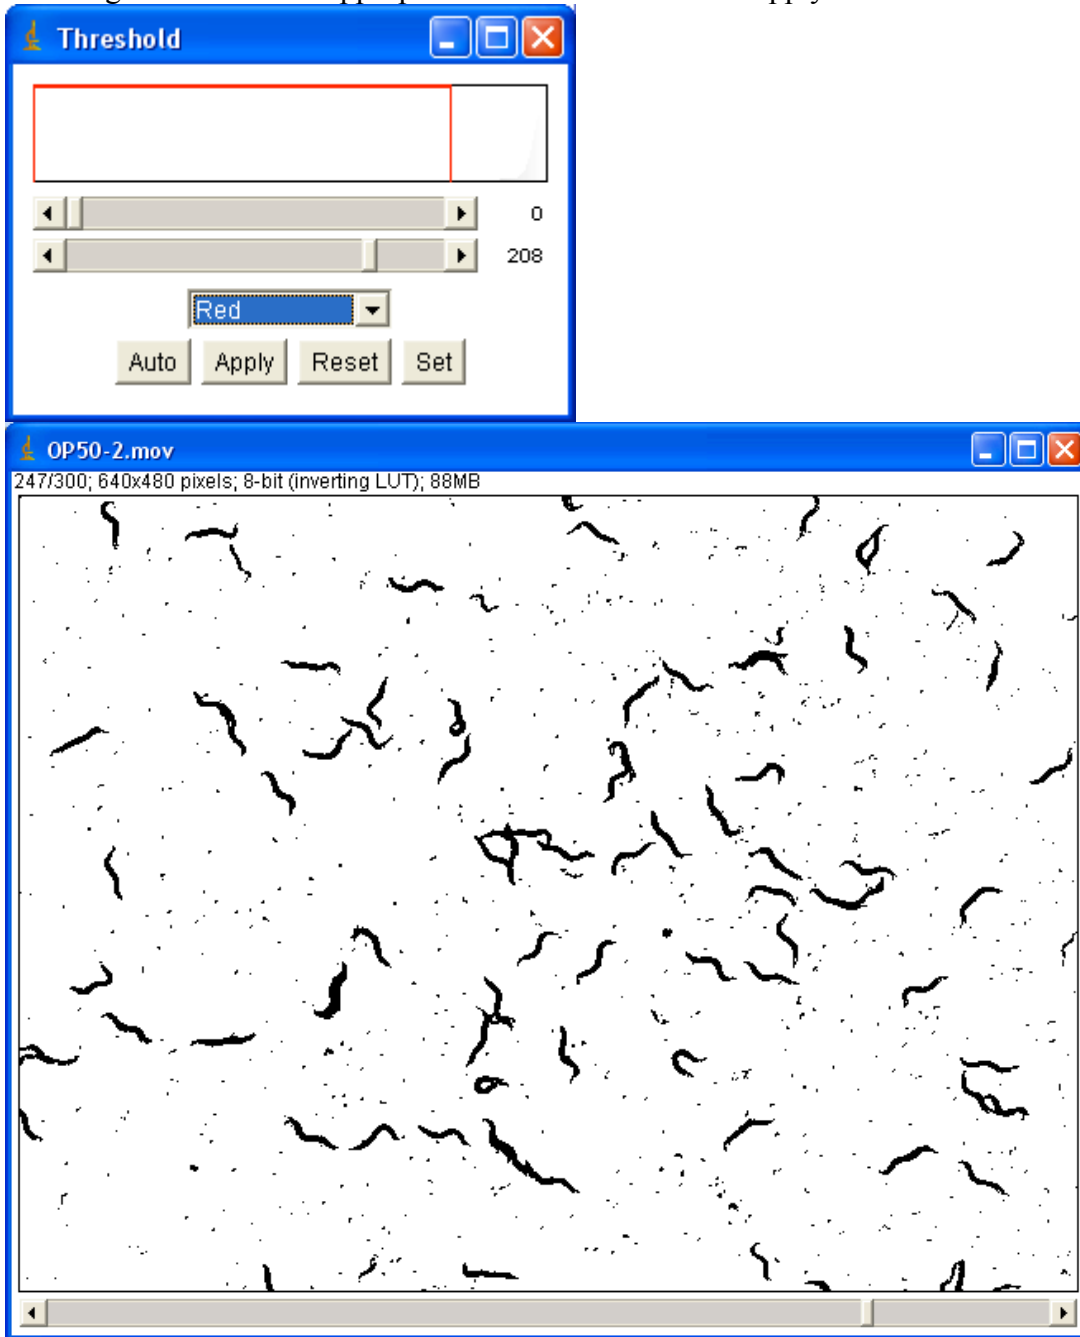 Threshold
0
208
Red
Auto Apply Reset Set
OP50-2.mov
247/300; 640x480 pixels; 8-bit (inverting LUT); 88MB